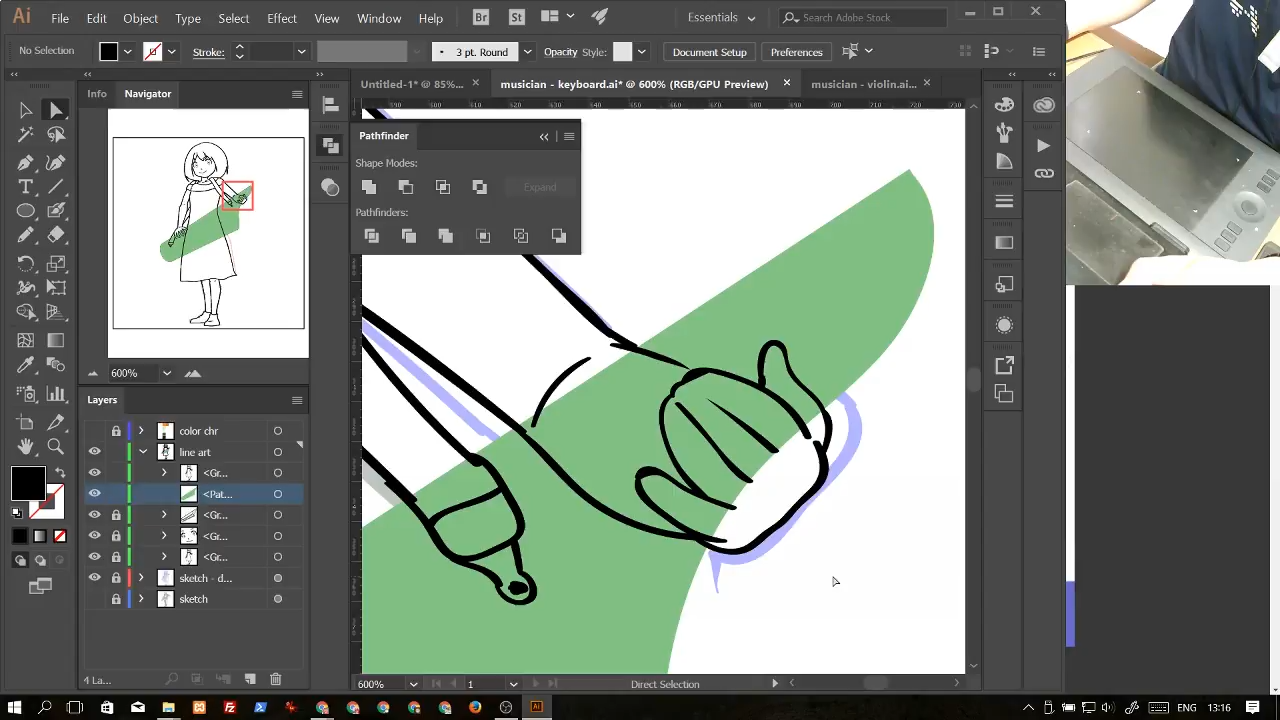 Ai File Edit Object Type Select Effect View Window Help Br St Essentials Search Adobe Stock
No Selection Stroke: 3 pt. Round Opacity Style: Document Setup Preferences
Info Navigator
Untitled-1* @ 85%... × musician - keyboard.ai* @ 600% (RGB/GPU Preview) × musician - violin.ai... ×
Pathfinder
Shape Modes:
Expand
Pathfinders:
600%
Layers
color chr
line art
<Gr...
<Pat...
<Gr...
<Gr...
<Gr...
sketch - d...
sketch
4 La...
600% 1 Direct Selection
ENG 13:16